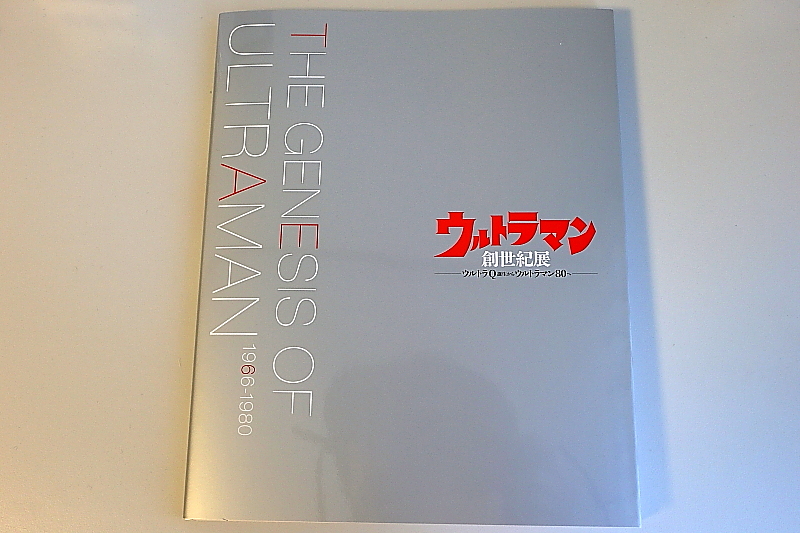 THE GENESIS OF
ULTRAMAN 1966-1980
ウルトラマン
創世紀展
ウルトラQ誕生からウルトラマン80へ